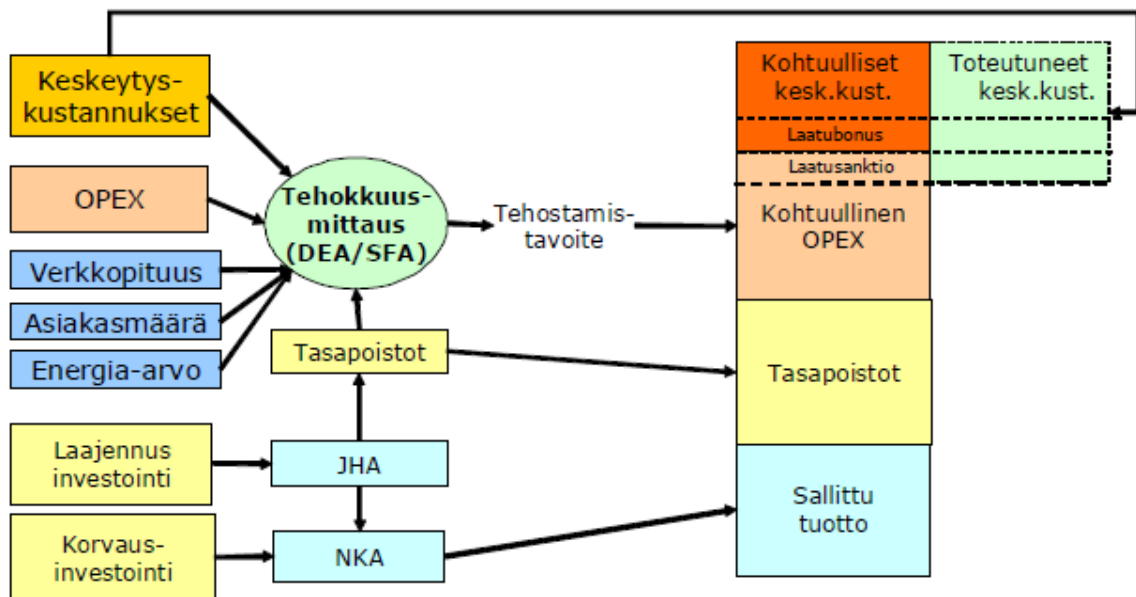 Keskeytys-
kustannukset
OPEX
Verkkopituus
Asiakasmäärä
Energia-arvo
Laajennus
investointi
Korvaus-
investointi
Tehokkuus-
mittaus
(DEA/SFA)
Tasapoistot
JHA
NKA
Tehostamis-
tavoite
Kohtuulliset
kesk.kust.
Toteutuneet
kesk.kust.
Laatubonus
Laatusanktio
Kohtuullinen
OPEX
Tasapoistot
Sallittu
tuotto